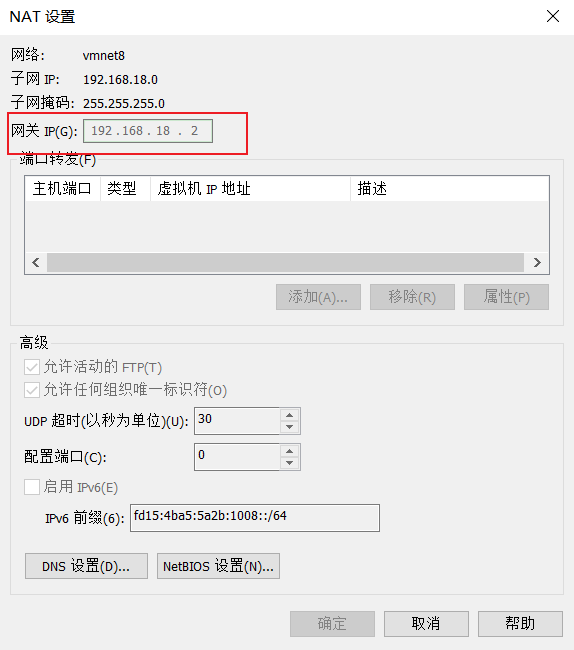 NAT 设置
网络: vmnet8
子网 IP: 192.168.18.0
子网掩码: 255.255.255.0
网关 IP(G): 192 . 168 . 18 . 2
端口转发(F)
主机端口 类型 虚拟机 IP 地址 描述
添加(A)... 移除(R) 属性(P)
高级
允许活动的 FTP(T)
允许任何组织唯一标识符(O)
UDP 超时(以秒为单位)(U): 30
配置端口(C): 0
启用 IPv6(E)
IPv6 前缀(6): fd15:4ba5:5a2b:1008::/64
DNS 设置(D)... NetBIOS 设置(N)...
确定 取消 帮助